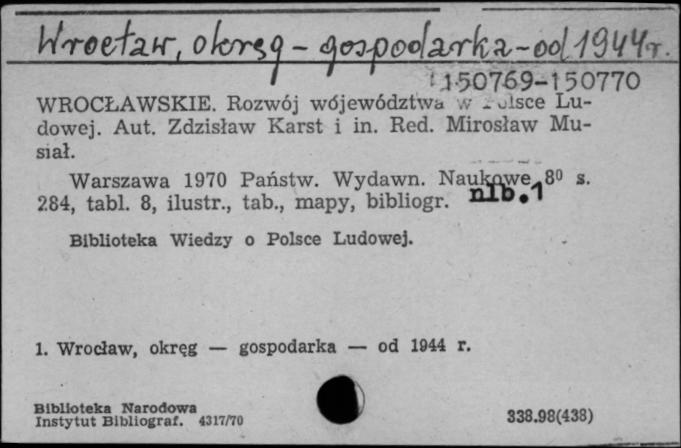 Wrocław, okręg - gospodarka - od 1944 r.
150769-150770
WROCŁAWSKIE. Rozwój województwa w Polsce Lu-
dowej. Aut. Zdzisław Karst i in. Red. Mirosław Mu-
siał.
Warszawa 1970 Państw. Wydawn. Naukowe 8⁰ s.
284, tabl. 8, ilustr., tab., mapy, bibliogr. nlb. 1
Biblioteka Wiedzy o Polsce Ludowej.
1. Wrocław, okręg — gospodarka — od 1944 r.
Biblioteka Narodowa
Instytut Bibliograf. 4317/70
338.98(438)